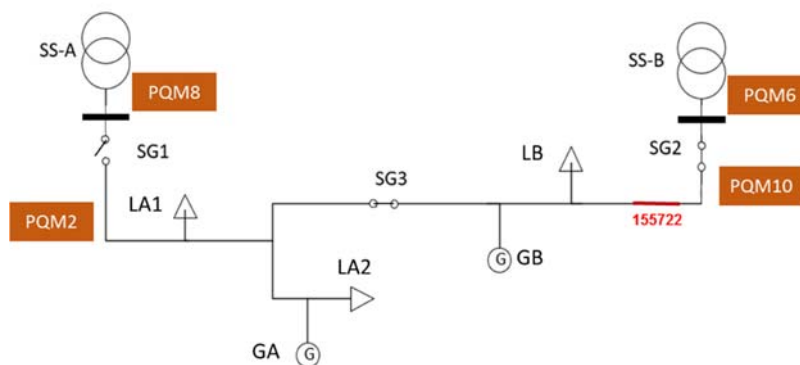 SS-A
PQM8
SG1
PQM2
LA1
LA2
GA
G
SG3
LB
GB
G
155722
SS-B
PQM6
SG2
PQM10